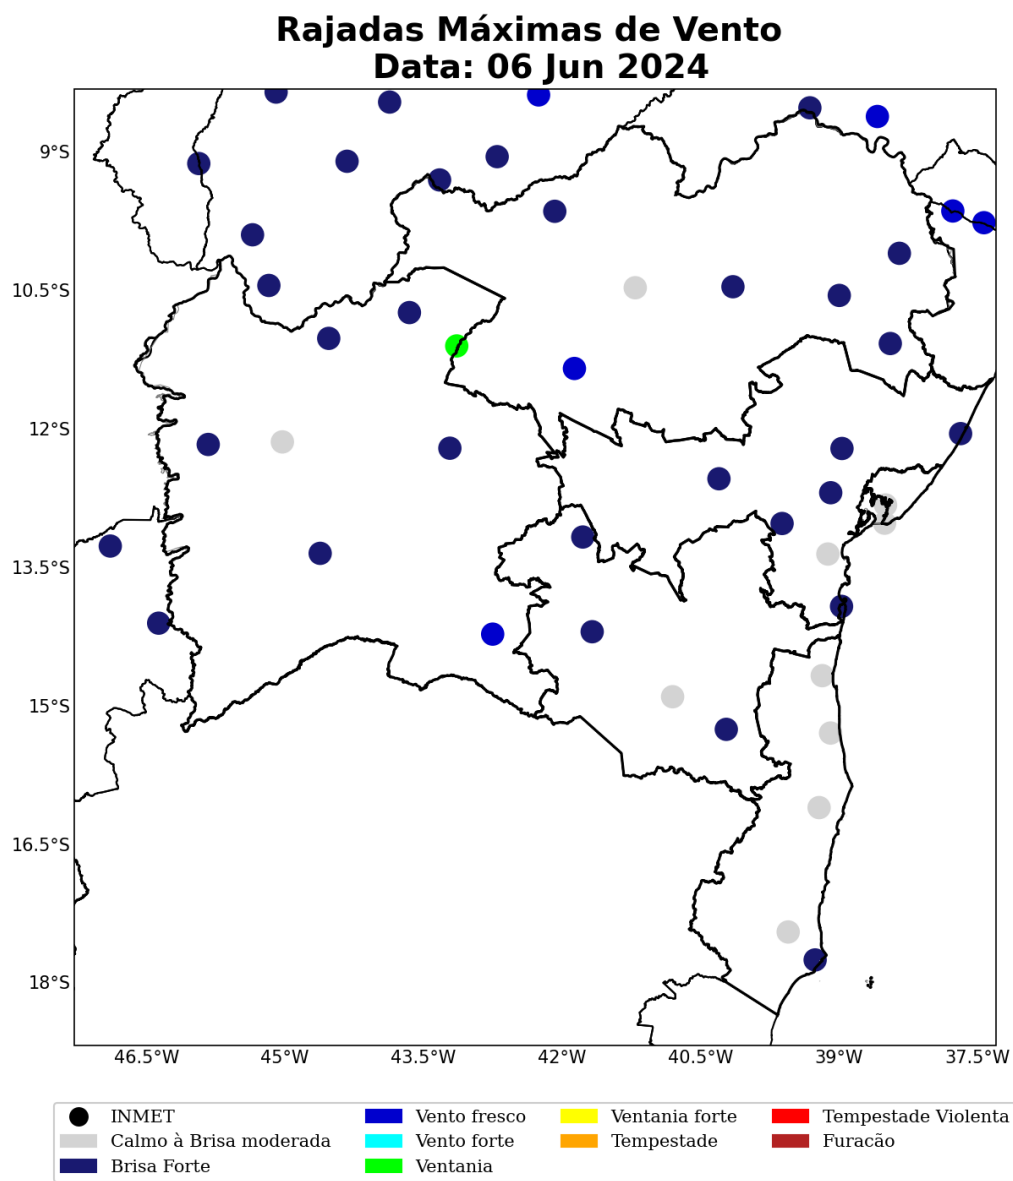 Rajadas Máximas de Vento
Data: 06 Jun 2024
9°S
10.5°S
12°S
13.5°S
15°S
16.5°S
18°S
46.5°W 45°W 43.5°W 42°W 40.5°W 39°W 37.5°W
INMET Vento fresco Ventania forte Tempestade Violenta
Calmo à Brisa moderada Vento forte Tempestade Furacão
Brisa Forte Ventania